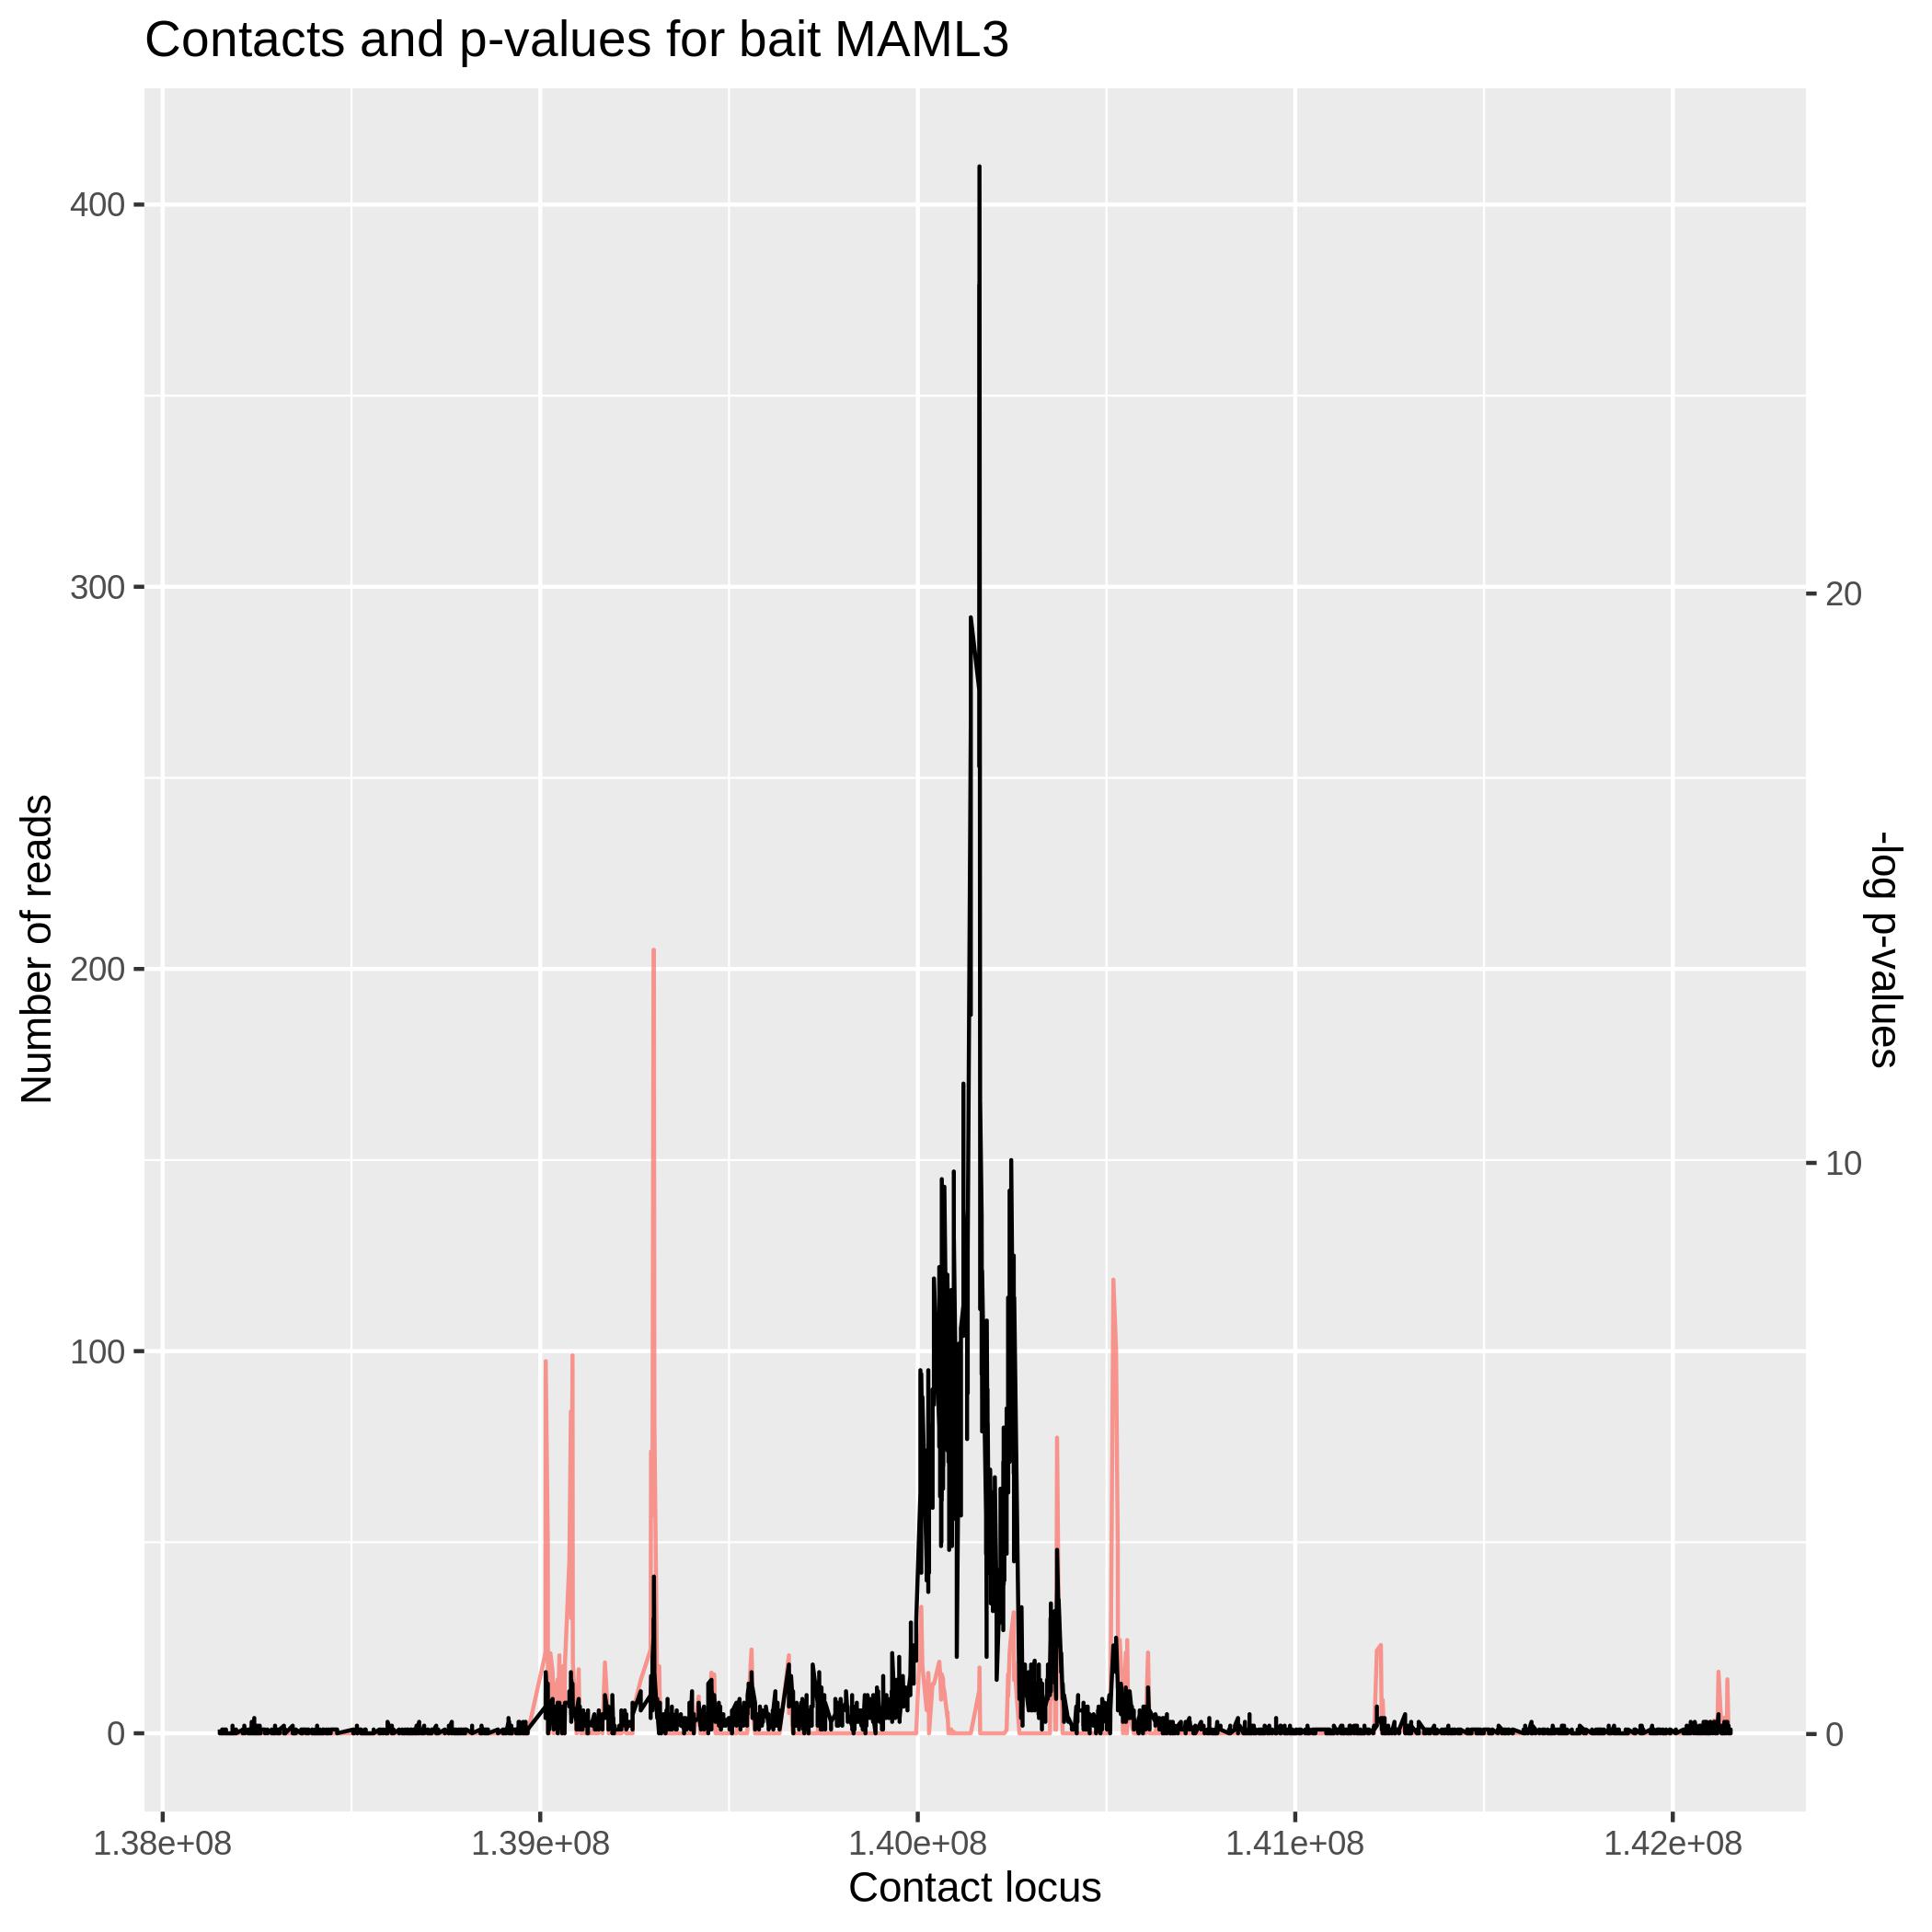 Contacts and p-values for bait MAML3
400
300
200
100
0
Number of reads
20
10
0
-log p-values
1.38e+08
1.39e+08
1.40e+08
1.41e+08
1.42e+08
Contact locus